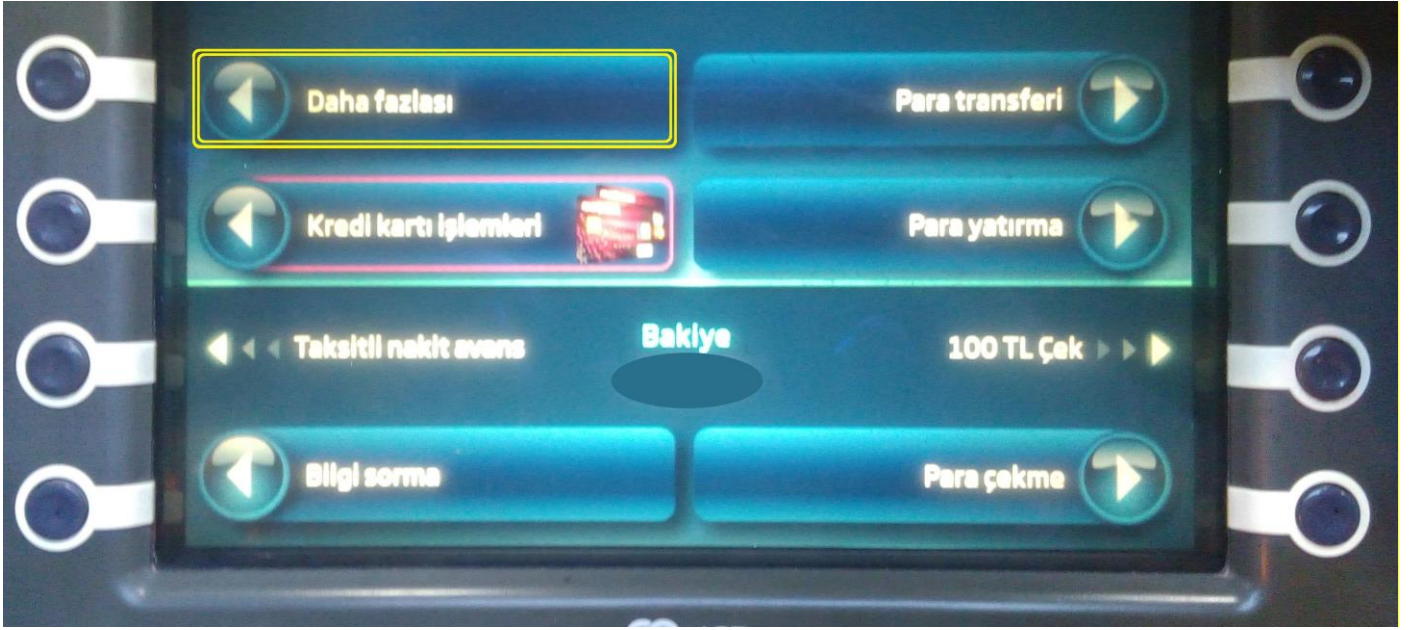 Daha fazlası
Para transferi
Kredi kartı işlemleri
Para yatırma
Taksitli nakit avans
Bakiye
100 TL Çek
Bilgi sorma
Para çekme